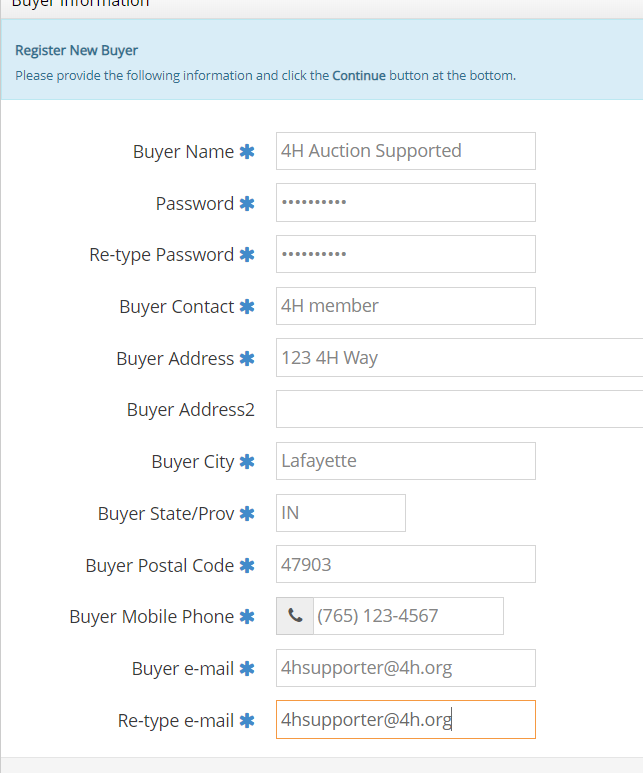 Buyer Information
Register New Buyer
Please provide the following information and click the Continue button at the bottom.
Buyer Name ✱ 4H Auction Supported
Password ✱ ••••••••••
Re-type Password ✱ ••••••••••
Buyer Contact ✱ 4H member
Buyer Address ✱ 123 4H Way
Buyer Address2
Buyer City ✱ Lafayette
Buyer State/Prov ✱ IN
Buyer Postal Code ✱ 47903
Buyer Mobile Phone ✱ (765) 123-4567
Buyer e-mail ✱ 4hsupporter@4h.org
Re-type e-mail ✱ 4hsupporter@4h.org